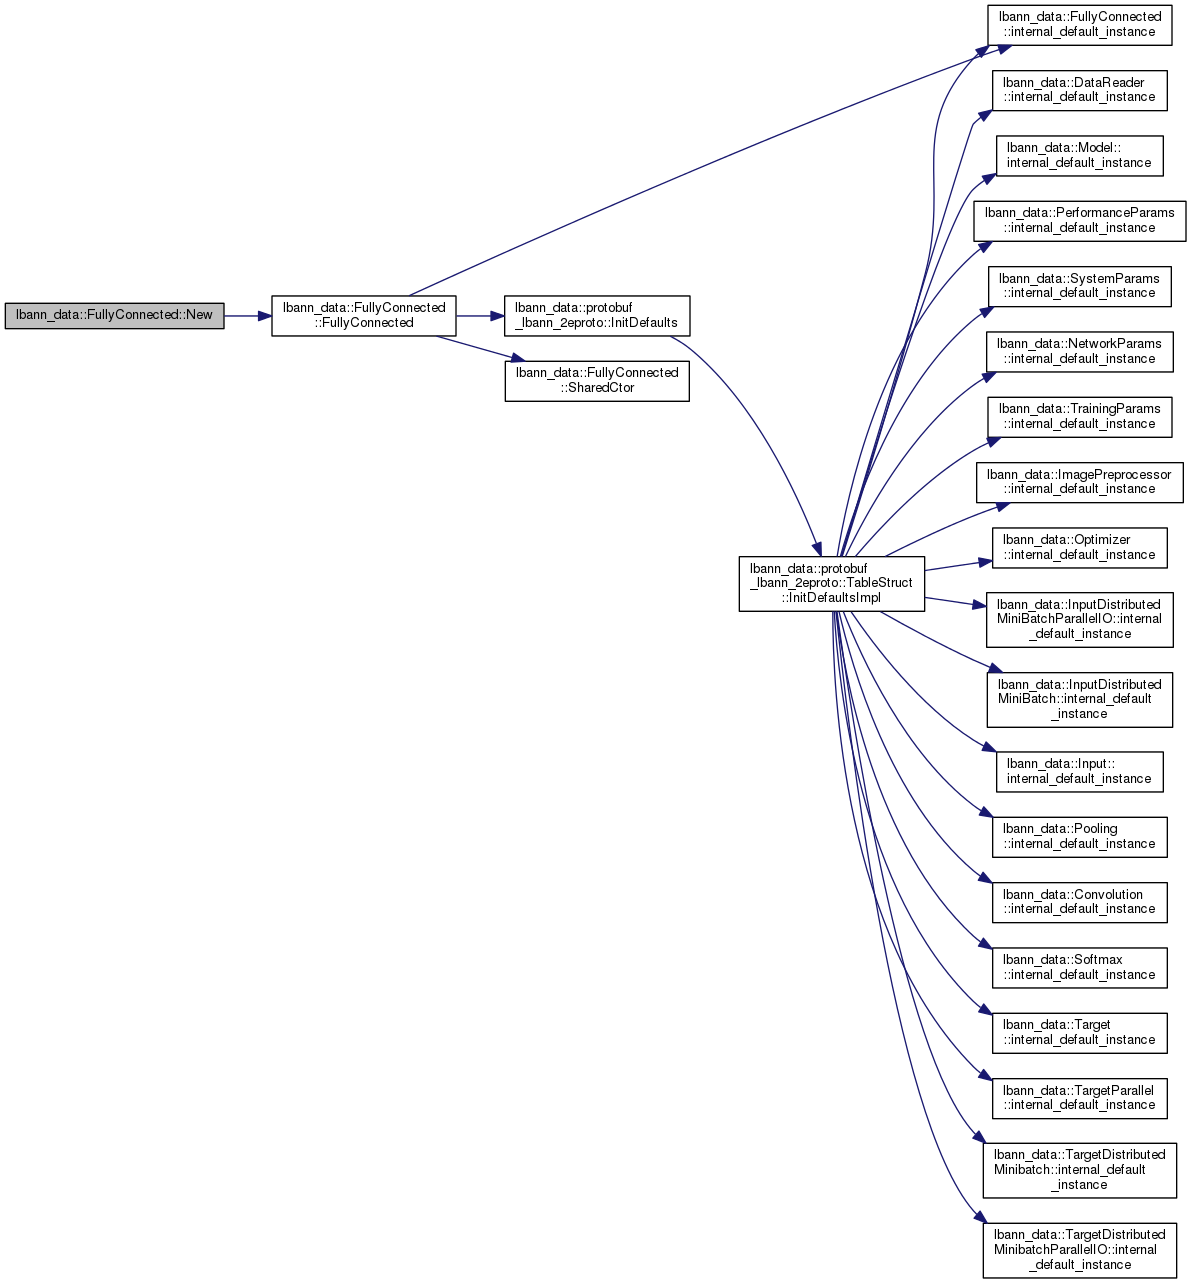 lbann_data::FullyConnected::New
lbann_data::FullyConnected
::FullyConnected
lbann_data::protobuf
_lbann_2eproto::InitDefaults
lbann_data::FullyConnected
::SharedCtor
lbann_data::protobuf
_lbann_2eproto::TableStruct
::InitDefaultsImpl
lbann_data::FullyConnected
::internal_default_instance
lbann_data::DataReader
::internal_default_instance
lbann_data::Model::
internal_default_instance
lbann_data::PerformanceParams
::internal_default_instance
lbann_data::SystemParams
::internal_default_instance
lbann_data::NetworkParams
::internal_default_instance
lbann_data::TrainingParams
::internal_default_instance
lbann_data::ImagePreprocessor
::internal_default_instance
lbann_data::Optimizer
::internal_default_instance
lbann_data::InputDistributed
MiniBatchParallelIO::internal
_default_instance
lbann_data::InputDistributed
MiniBatch::internal_default
_instance
lbann_data::Input::
internal_default_instance
lbann_data::Pooling
::internal_default_instance
lbann_data::Convolution
::internal_default_instance
lbann_data::Softmax
::internal_default_instance
lbann_data::Target
::internal_default_instance
lbann_data::TargetParallel
::internal_default_instance
lbann_data::TargetDistributed
Minibatch::internal_default
_instance
lbann_data::TargetDistributed
MinibatchParallelIO::internal
_default_instance